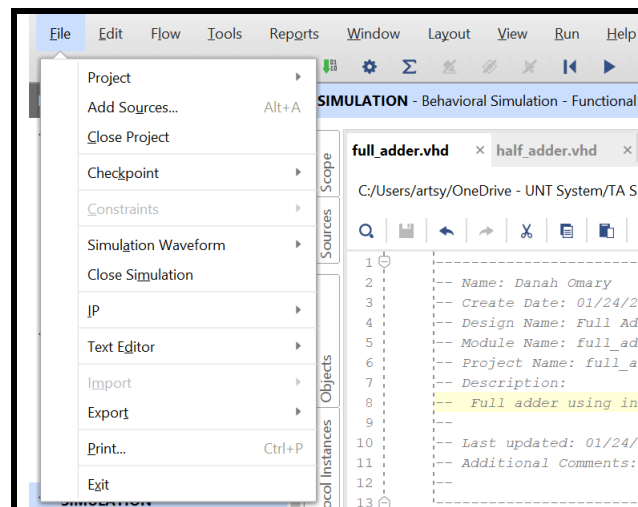 File Edit Flow Tools Reports Window Layout View Run Help
Project
Add Sources... Alt+A
Close Project
Checkpoint
Constraints
Simulation Waveform
Close Simulation
IP
Text Editor
Import
Export
Print... Ctrl+P
Exit
SIMULATION - Behavioral Simulation - Functional
Scope
Sources
Objects
full_adder.vhd × half_adder.vhd ×
C:/Users/artsy/OneDrive - UNT System/TA S
1 --------------------
2 -- Name: Danah Omary
3 -- Create Date: 01/24/2
4 -- Design Name: Full Ad
5 -- Module Name: full_ad
6 -- Project Name: full_a
7 -- Description:
8 -- Full adder using in
9 --
10 -- Last updated: 01/24/
11 -- Additional Comments:
12 --
13 --------------------
ocol Instances
SIMULATION